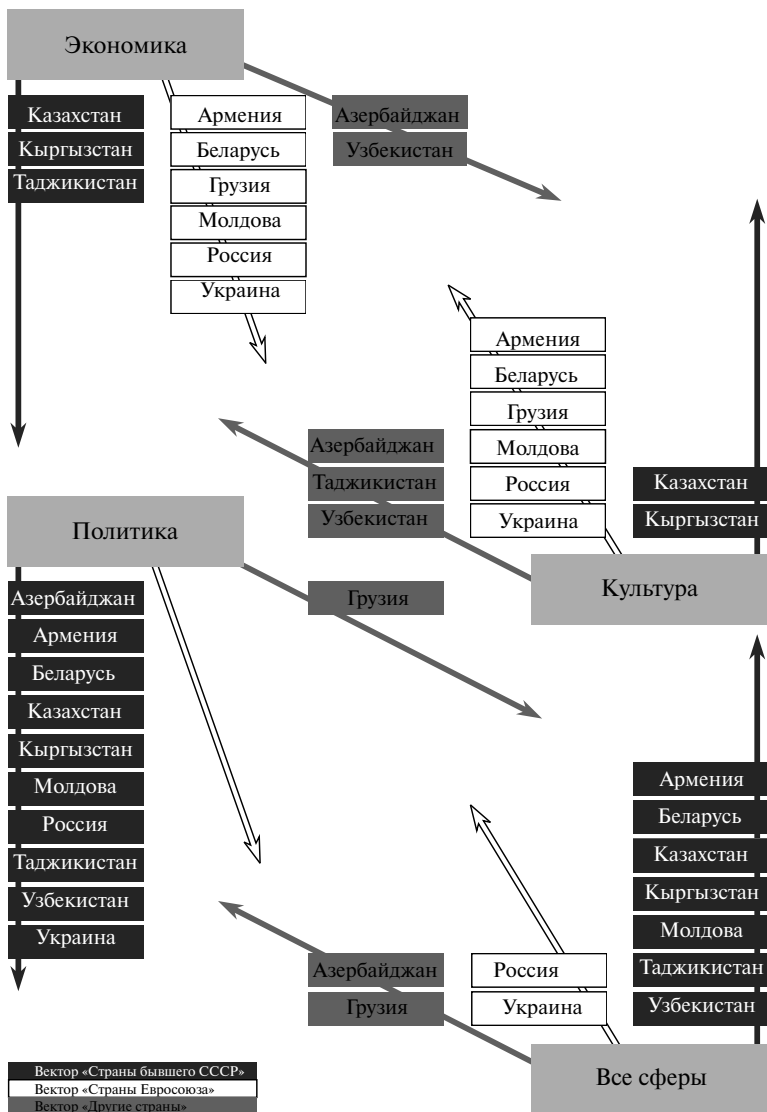 Экономика
Казахстан
Кыргызстан
Таджикистан
Армения
Беларусь
Грузия
Молдова
Россия
Украина
Азербайджан
Узбекистан
Армения
Беларусь
Грузия
Молдова
Россия
Украина
Азербайджан
Таджикистан
Узбекистан
Казахстан
Кыргызстан
Культура
Политика
Азербайджан
Армения
Беларусь
Казахстан
Кыргызстан
Молдова
Россия
Таджикистан
Узбекистан
Украина
Грузия
Армения
Беларусь
Казахстан
Кыргызстан
Молдова
Таджикистан
Узбекистан
Азербайджан
Грузия
Россия
Украина
Все сферы
Вектор «Страны бывшего СССР»
Вектор «Страны Евросоюза»
Вектор «Другие страны»